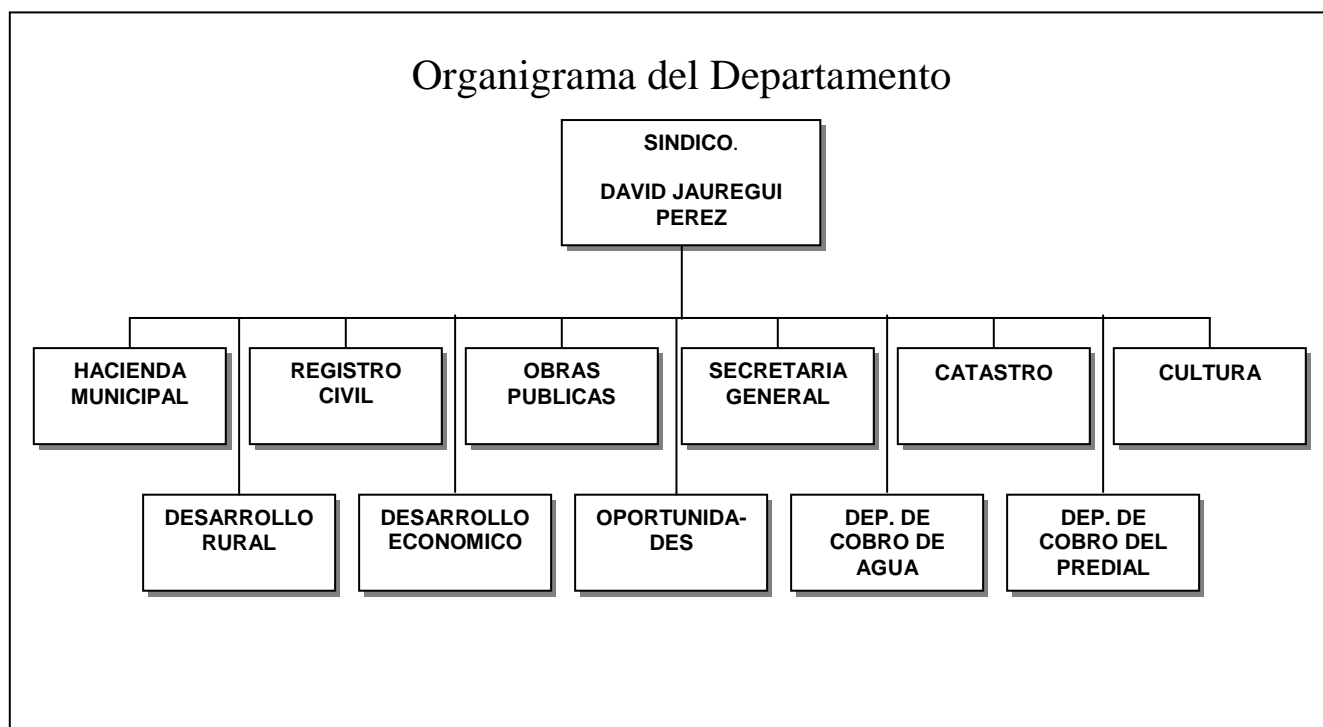 Organigrama del Departamento
SINDICO.
DAVID JAUREGUI
PEREZ
HACIENDA
MUNICIPAL
REGISTRO
CIVIL
OBRAS
PUBLICAS
SECRETARIA
GENERAL
CATASTRO
CULTURA
DESARROLLO
RURAL
DESARROLLO
ECONOMICO
OPORTUNIDA-
DES
DEP. DE
COBRO DE
AGUA
DEP. DE
COBRO DEL
PREDIAL